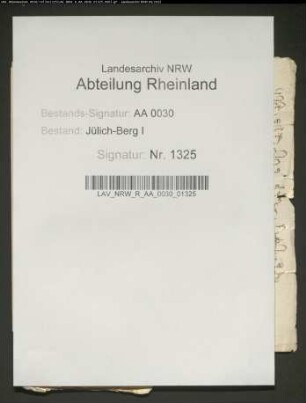 Landesarchiv NRW
Abteilung Rheinland
Bestands-Signatur: AA 0030
Bestand: Jülich-Berg I
Signatur: Nr. 1325
LAV_NRW_R_AA_0030_01325